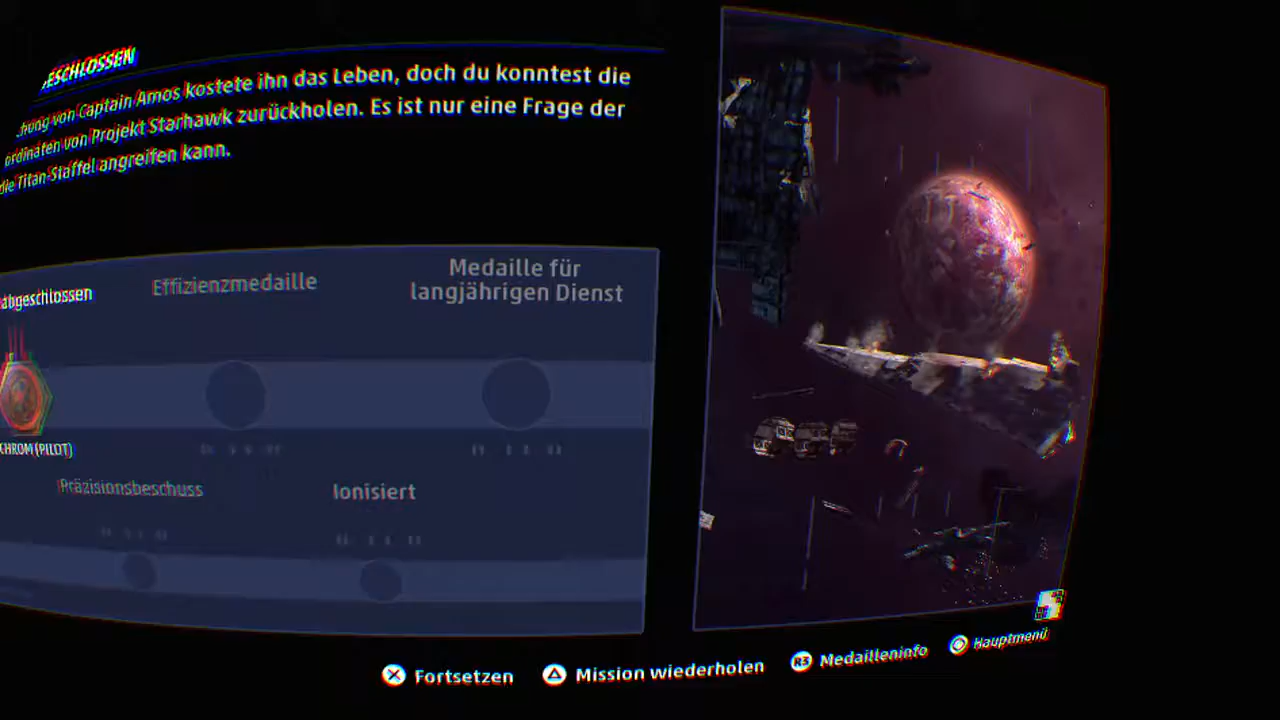 ESCHLOSSEN
chung von Captain Amos kostete ihn das Leben, doch du konntest die
ordinaten von Projekt Starhawk zurückholen. Es ist nur eine Frage der
die Titan-Staffel angreifen kann.
abgeschlossen
Effizienzmedaille
Medaille für
langjährigen Dienst
CHROM (PILOT)
Präzisionsbeschuss
Ionisiert
Fortsetzen
Mission wiederholen
R3 Medailleninfo
Hauptmenü